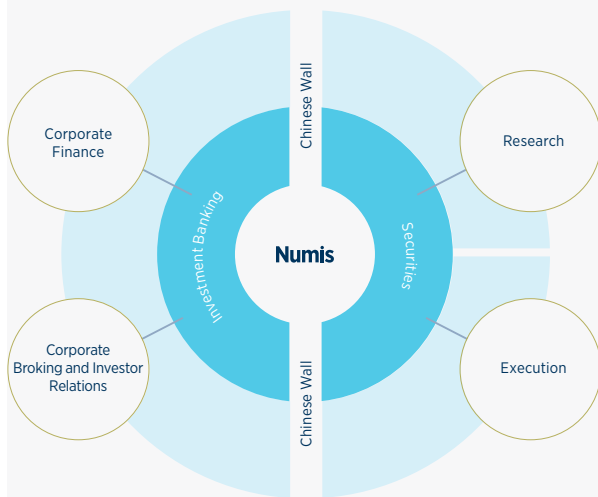 Chinese Wall
Corporate
Finance
Research
Investment Banking
Securities
Numis
Corporate
Broking and Investor
Relations
Execution
Chinese Wall